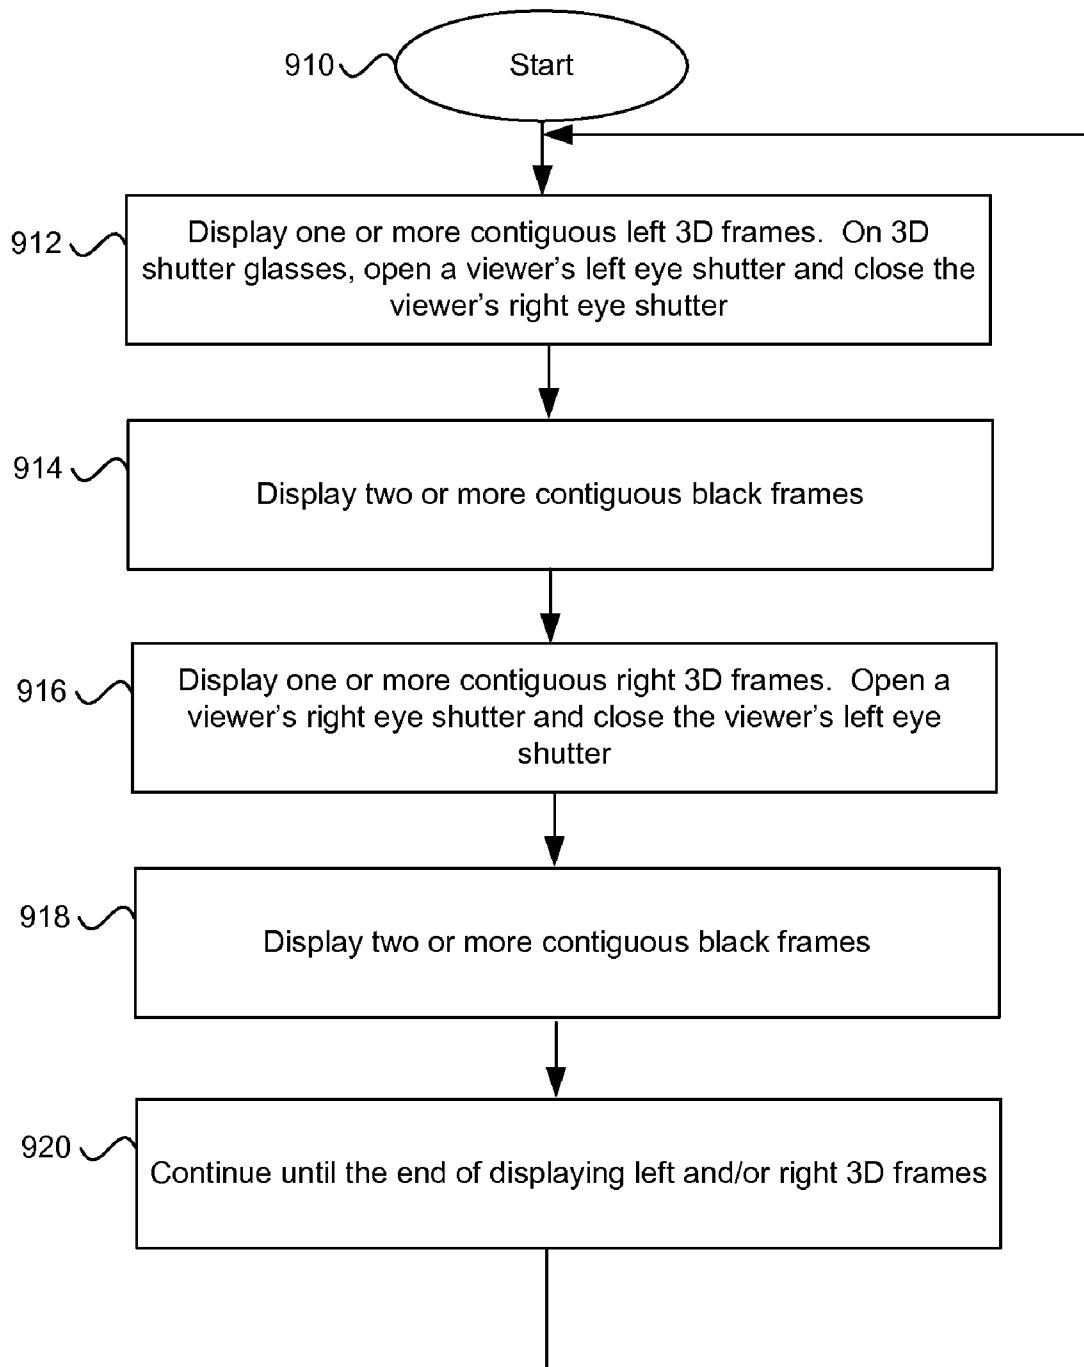 910
Start
912
Display one or more contiguous left 3D frames.  On 3D
shutter glasses, open a viewer’s left eye shutter and close the
viewer’s right eye shutter
914
Display two or more contiguous black frames
916
Display one or more contiguous right 3D frames.  Open a
viewer’s right eye shutter and close the viewer’s left eye
shutter
918
Display two or more contiguous black frames
920
Continue until the end of displaying left and/or right 3D frames